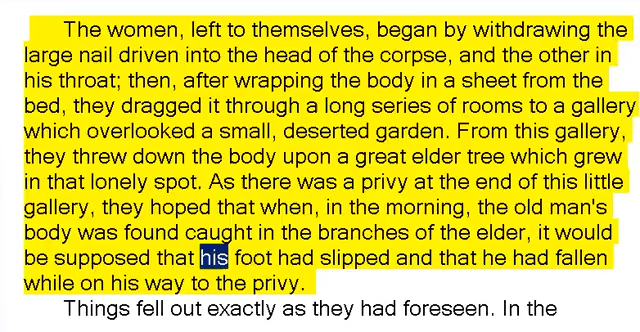 The women, left to themselves, began by withdrawing the
large nail driven into the head of the corpse, and the other in
his throat; then, after wrapping the body in a sheet from the
bed, they dragged it through a long series of rooms to a gallery
which overlooked a small, deserted garden. From this gallery,
they threw down the body upon a great elder tree which grew
in that lonely spot. As there was a privy at the end of this little
gallery, they hoped that when, in the morning, the old man's
body was found caught in the branches of the elder, it would
be supposed that his foot had slipped and that he had fallen
while on his way to the privy.
Things fell out exactly as they had foreseen. In the